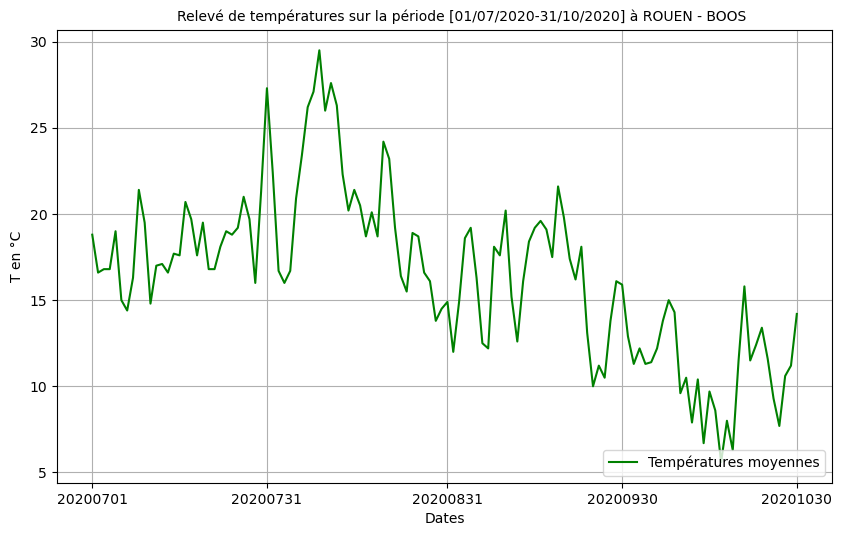 Relevé de températures sur la période [01/07/2020-31/10/2020] à ROUEN - BOOS
30
25
20
15
10
5
T en °C
Températures moyennes
20200701 20200731 20200831 20200930 20201030
Dates